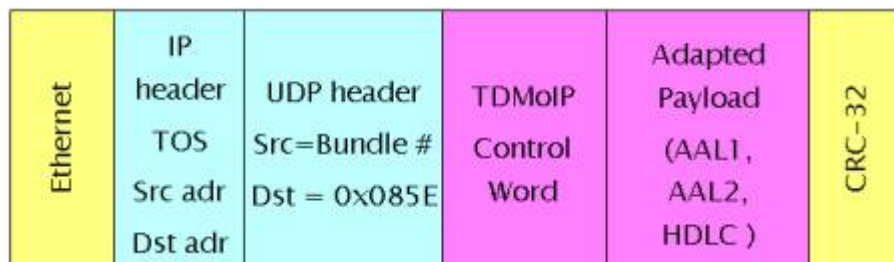 Ethernet
IP
header
TOS
Src adr
Dst adr
UDP header
Src=Bundle #
Dst = 0x085E
TDMoIP
Control
Word
Adapted
Payload
(AAL1,
AAL2,
HDLC )
CRC-32